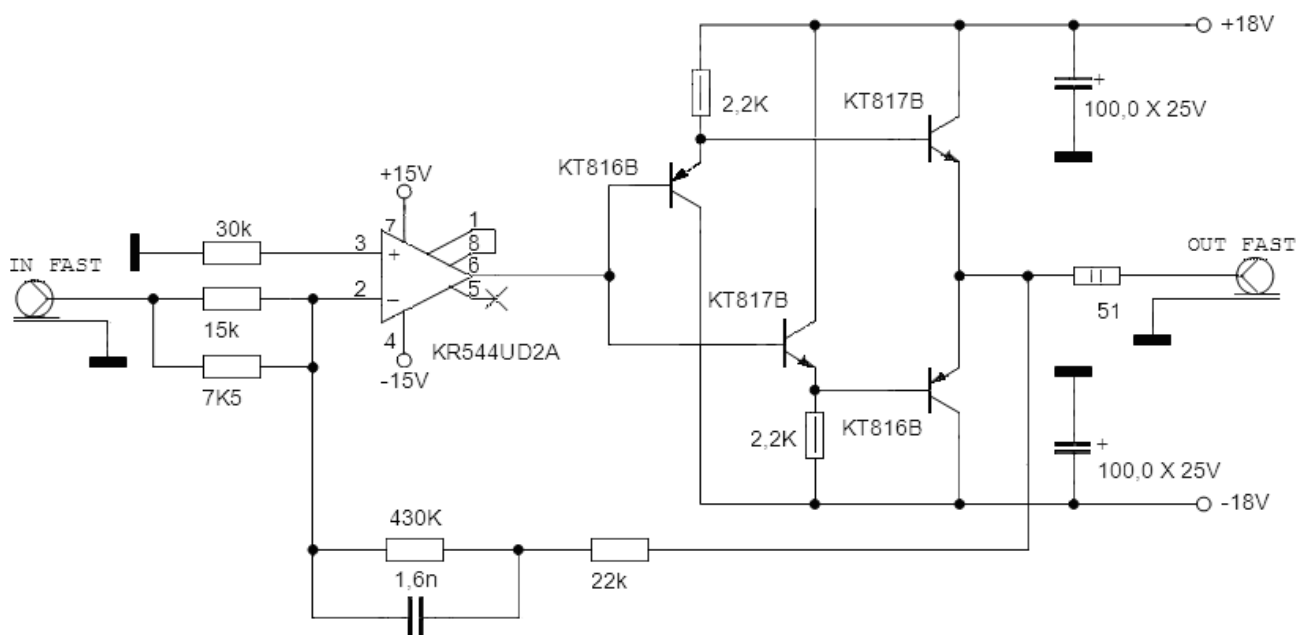 +18V
2,2K
KT817B
+
100,0 X 25V
KT816B
+15V
30k
7
1
8
3
+
6
IN FAST
OUT FAST
2
−
5
KT817B
51
15k
4
KR544UD2A
-15V
7K5
2,2K
KT816B
+
100,0 X 25V
-18V
430K
1,6n
22k